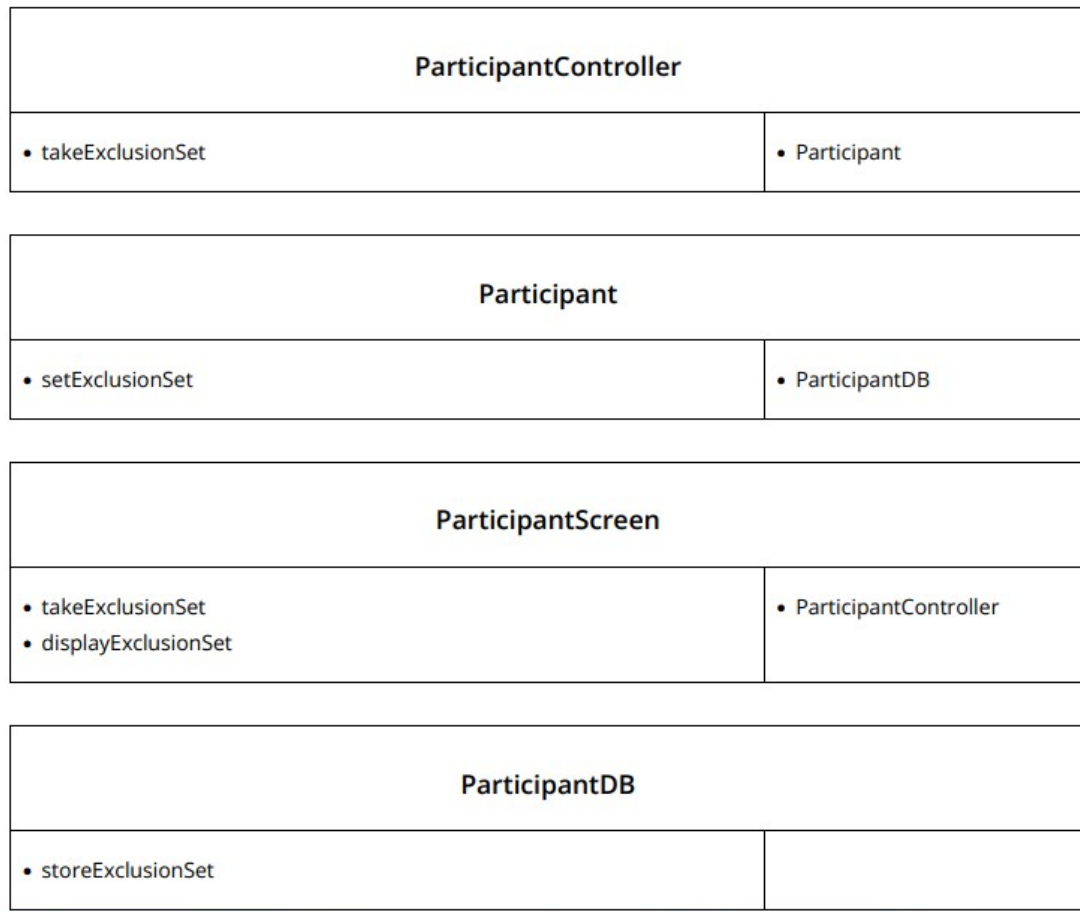 ParticipantController
• takeExclusionSet
• Participant
Participant
• setExclusionSet
• ParticipantDB
ParticipantScreen
• takeExclusionSet
• displayExclusionSet
• ParticipantController
ParticipantDB
• storeExclusionSet